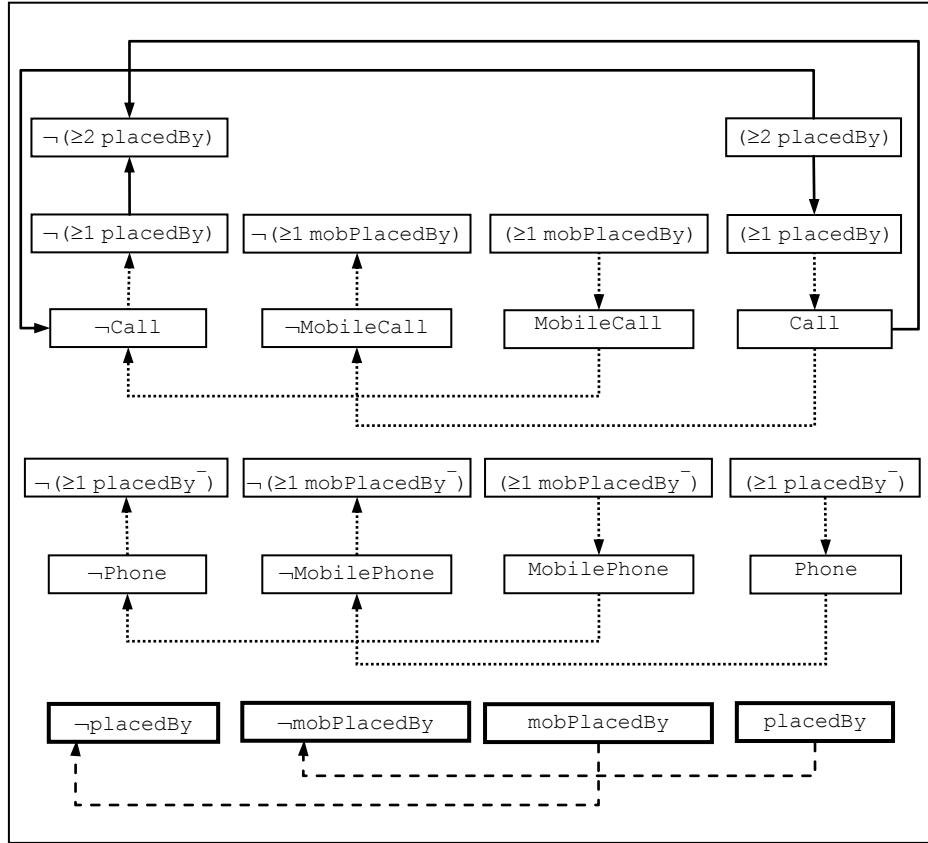 ¬(≥2 placedBy) (≥2 placedBy)
¬(≥1 placedBy) ¬(≥1 mobPlacedBy) (≥1 mobPlacedBy) (≥1 placedBy)
¬Call ¬MobileCall MobileCall Call
¬(≥1 placedBy⁻) ¬(≥1 mobPlacedBy⁻) (≥1 mobPlacedBy⁻) (≥1 placedBy⁻)
¬Phone ¬MobilePhone MobilePhone Phone
¬placedBy ¬mobPlacedBy mobPlacedBy placedBy